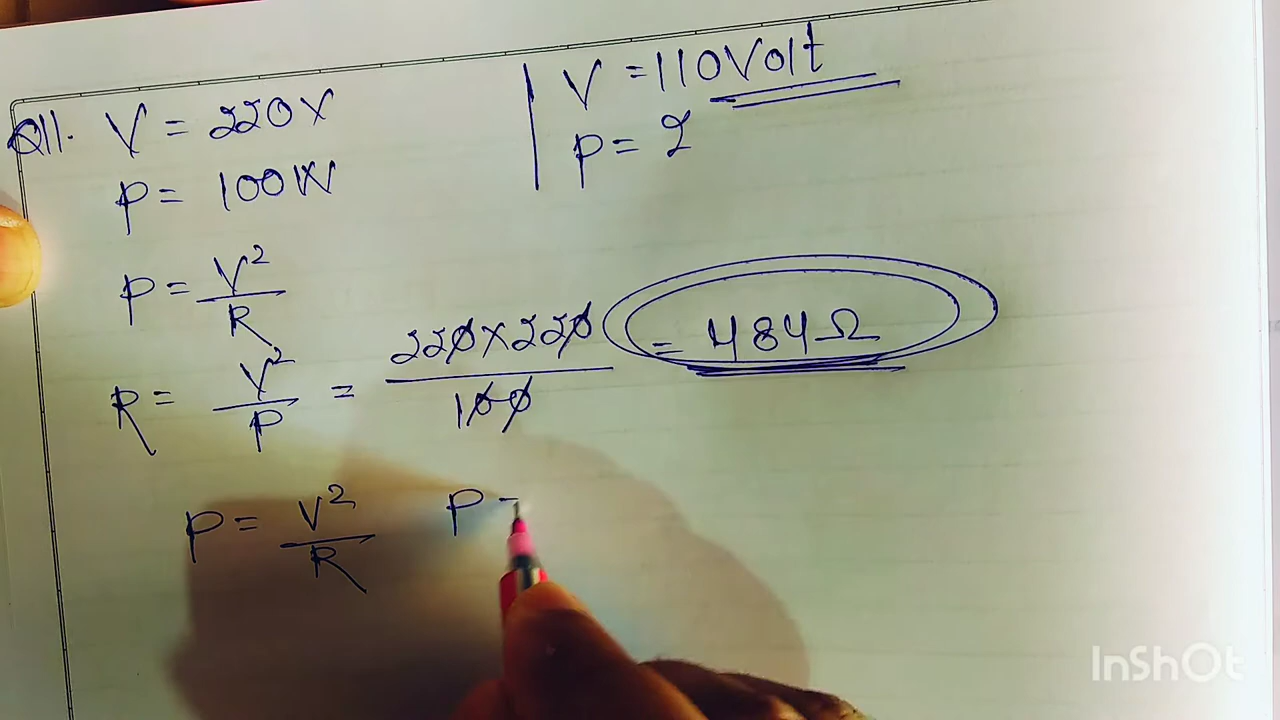 Q11. V = 220V
P = 100W
V = 110Volt
P = ?
P = V²/R
R = V²/P = 220×220/100 = 484Ω
P = V²/R P =
InShOt